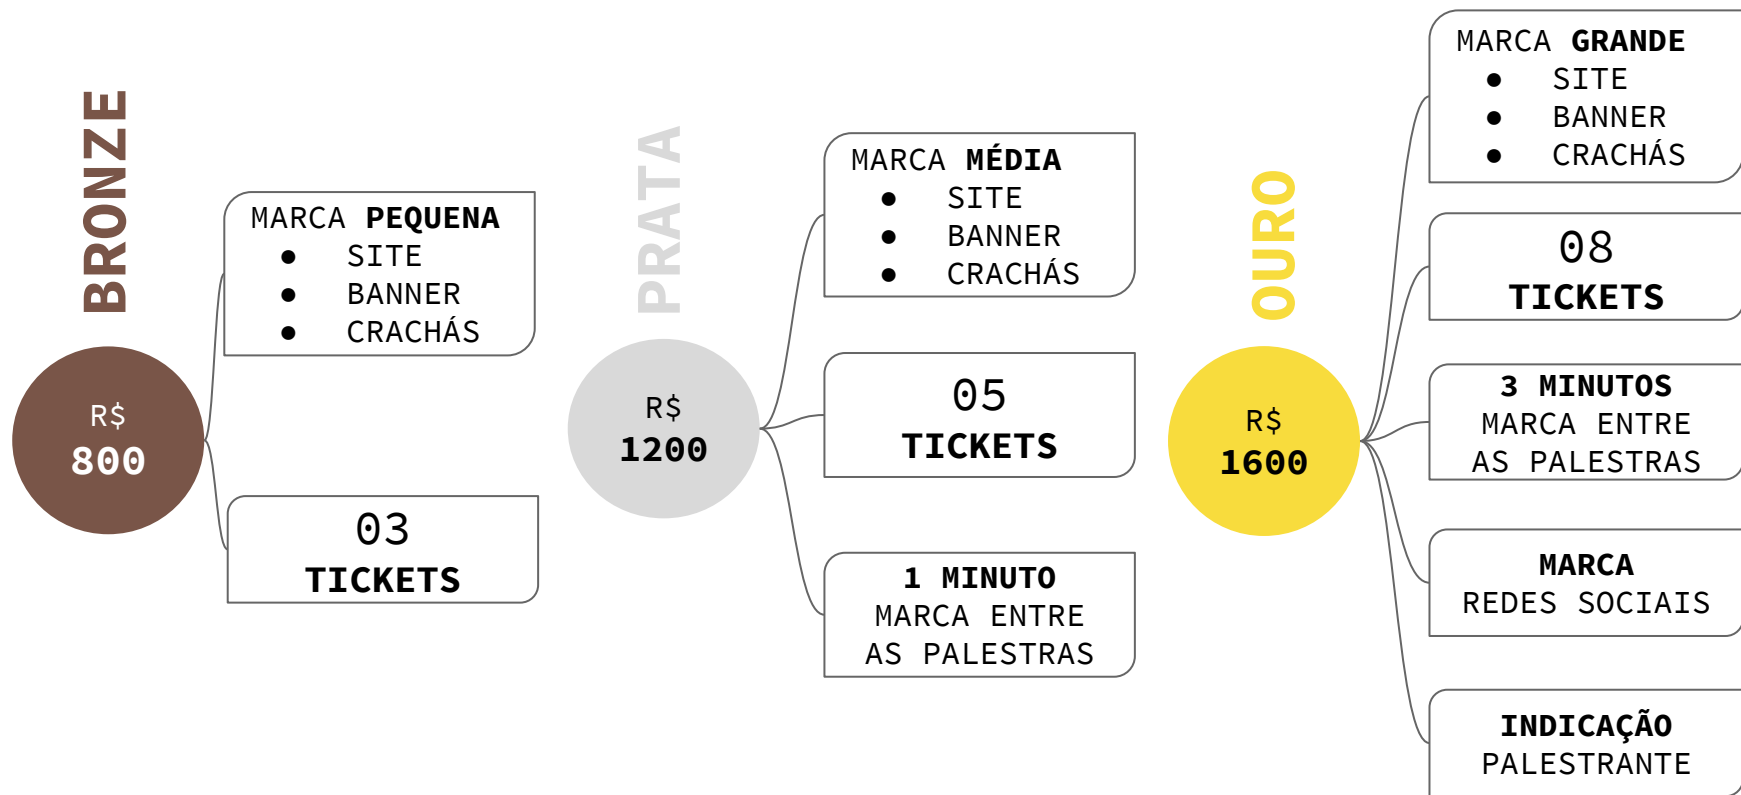 BRONZE
R$
800
MARCA PEQUENA
● SITE
● BANNER
● CRACHÁS
03
TICKETS
PRATA
R$
1200
MARCA MÉDIA
● SITE
● BANNER
● CRACHÁS
05
TICKETS
1 MINUTO
MARCA ENTRE
AS PALESTRAS
OURO
R$
1600
MARCA GRANDE
● SITE
● BANNER
● CRACHÁS
08
TICKETS
3 MINUTOS
MARCA ENTRE
AS PALESTRAS
MARCA
REDES SOCIAIS
INDICAÇÃO
PALESTRANTE